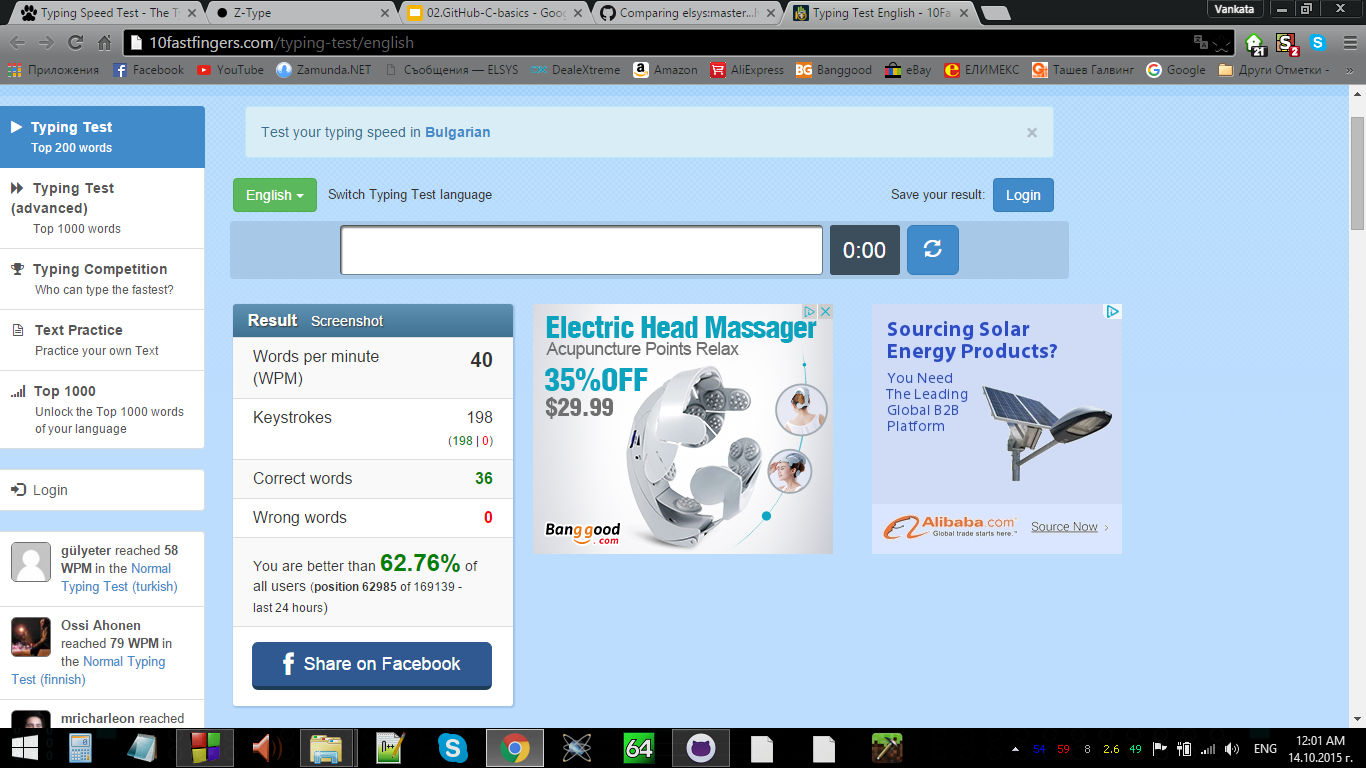 Typing Speed Test - The T
Z-Type
02.GitHub-C-basics - Goog
Comparing elsys:master...l
Typing Test English - 10Fa
Vankata
10fastfingers.com/typing-test/english
21
2
Приложения
Facebook
YouTube
Zamunda.NET
Съобщения — ELSYS
DealeXtreme
Amazon
AliExpress
BG Banggood
eBay
ЕЛИМЕКС
Ташев Галвинг
Google
Други Отметки -
»
Typing Test
Top 200 words
Typing Test
(advanced)
Top 1000 words
Typing Competition
Who can type the fastest?
Text Practice
Practice your own Text
Top 1000
Unlock the Top 1000 words
of your language
Login
gülyeter reached 58
WPM in the Normal
Typing Test (turkish)
Ossi Ahonen
reached 79 WPM in
the Normal Typing
Test (finnish)
mricharleon reached
Test your typing speed in Bulgarian
×
English
Switch Typing Test language
Save your result:
Login
0:00
Result Screenshot
Words per minute
(WPM)
40
Keystrokes
198
(198 | 0)
Correct words
36
Wrong words
0
You are better than 62.76% of
all users (position 62985 of 169139 -
last 24 hours)
f Share on Facebook
Electric Head Massager
Acupuncture Points Relax
35%OFF
$29.99
Banggood
.com
Sourcing Solar
Energy Products?
You Need
The Leading
Global B2B
Platform
Alibaba.com
Global trade starts here.™
Source Now
64
54 59 8 2.6 49
ENG
12:01 AM
14.10.2015 г.